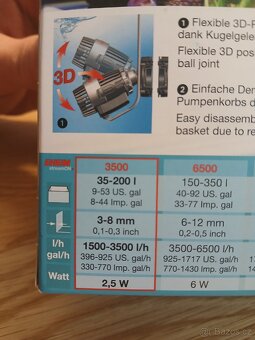 1 Flexible 3D-P
dank Kugelgele
Flexible 3D pos
ball joint
3D
1
2 Einfache De
Pumpenkorbs d
Easy disassemb
basket due to re
EHEIM
3500
6500
35-200 l
150-350 l
9-53 US. gal
40-92 US. gal
8-44 Imp. gal
33-77 Imp. gal
3-8 mm
6-12 mm
0,1-0,3 inch
0,2-0,5 inch
l/h
1500-3500 l/h
3500-6500 l/h
gal/h
396-925 US. gal/h
925-1717 US. gal/h
330-770 Imp. gal/h
770-1430 Imp. gal/h
Watt
2,5 W
6 W